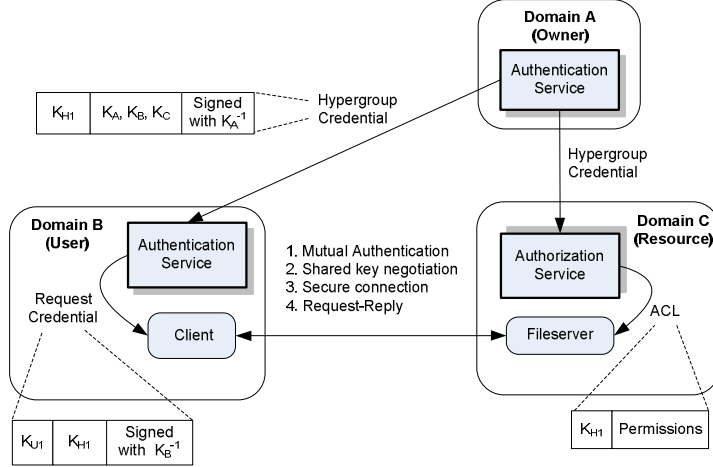 Domain A
(Owner)
Authentication
Service
K_H1
K_A, K_B, K_C
Signed
with K_A^-1
Hypergroup
Credential
Hypergroup
Credential
Domain B
(User)
Authentication
Service
1. Mutual Authentication
2. Shared key negotiation
3. Secure connection
4. Request-Reply
Domain C
(Resource)
Authorization
Service
Request
Credential
Client
Fileserver
ACL
K_U1
K_H1
Signed
with K_B^-1
K_H1
Permissions